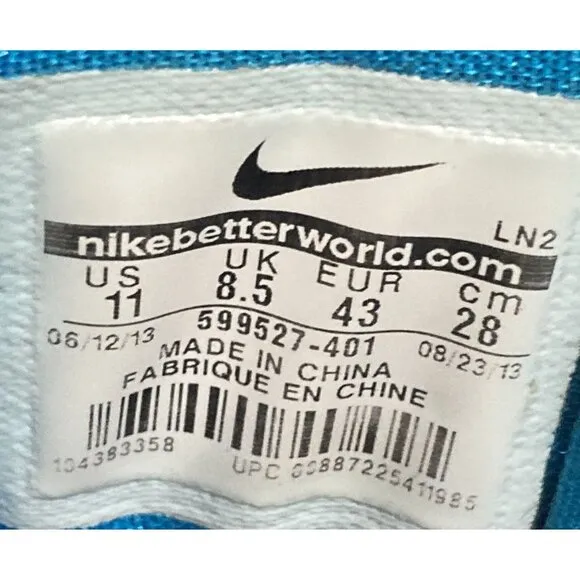 LN2
nikebetterworld.com
US UK EUR cm
11 8.5 43 28
06/12/13 599527-401 08/23/13
MADE IN CHINA
FABRIQUE EN CHINE
104383358 UPC 00887225411985